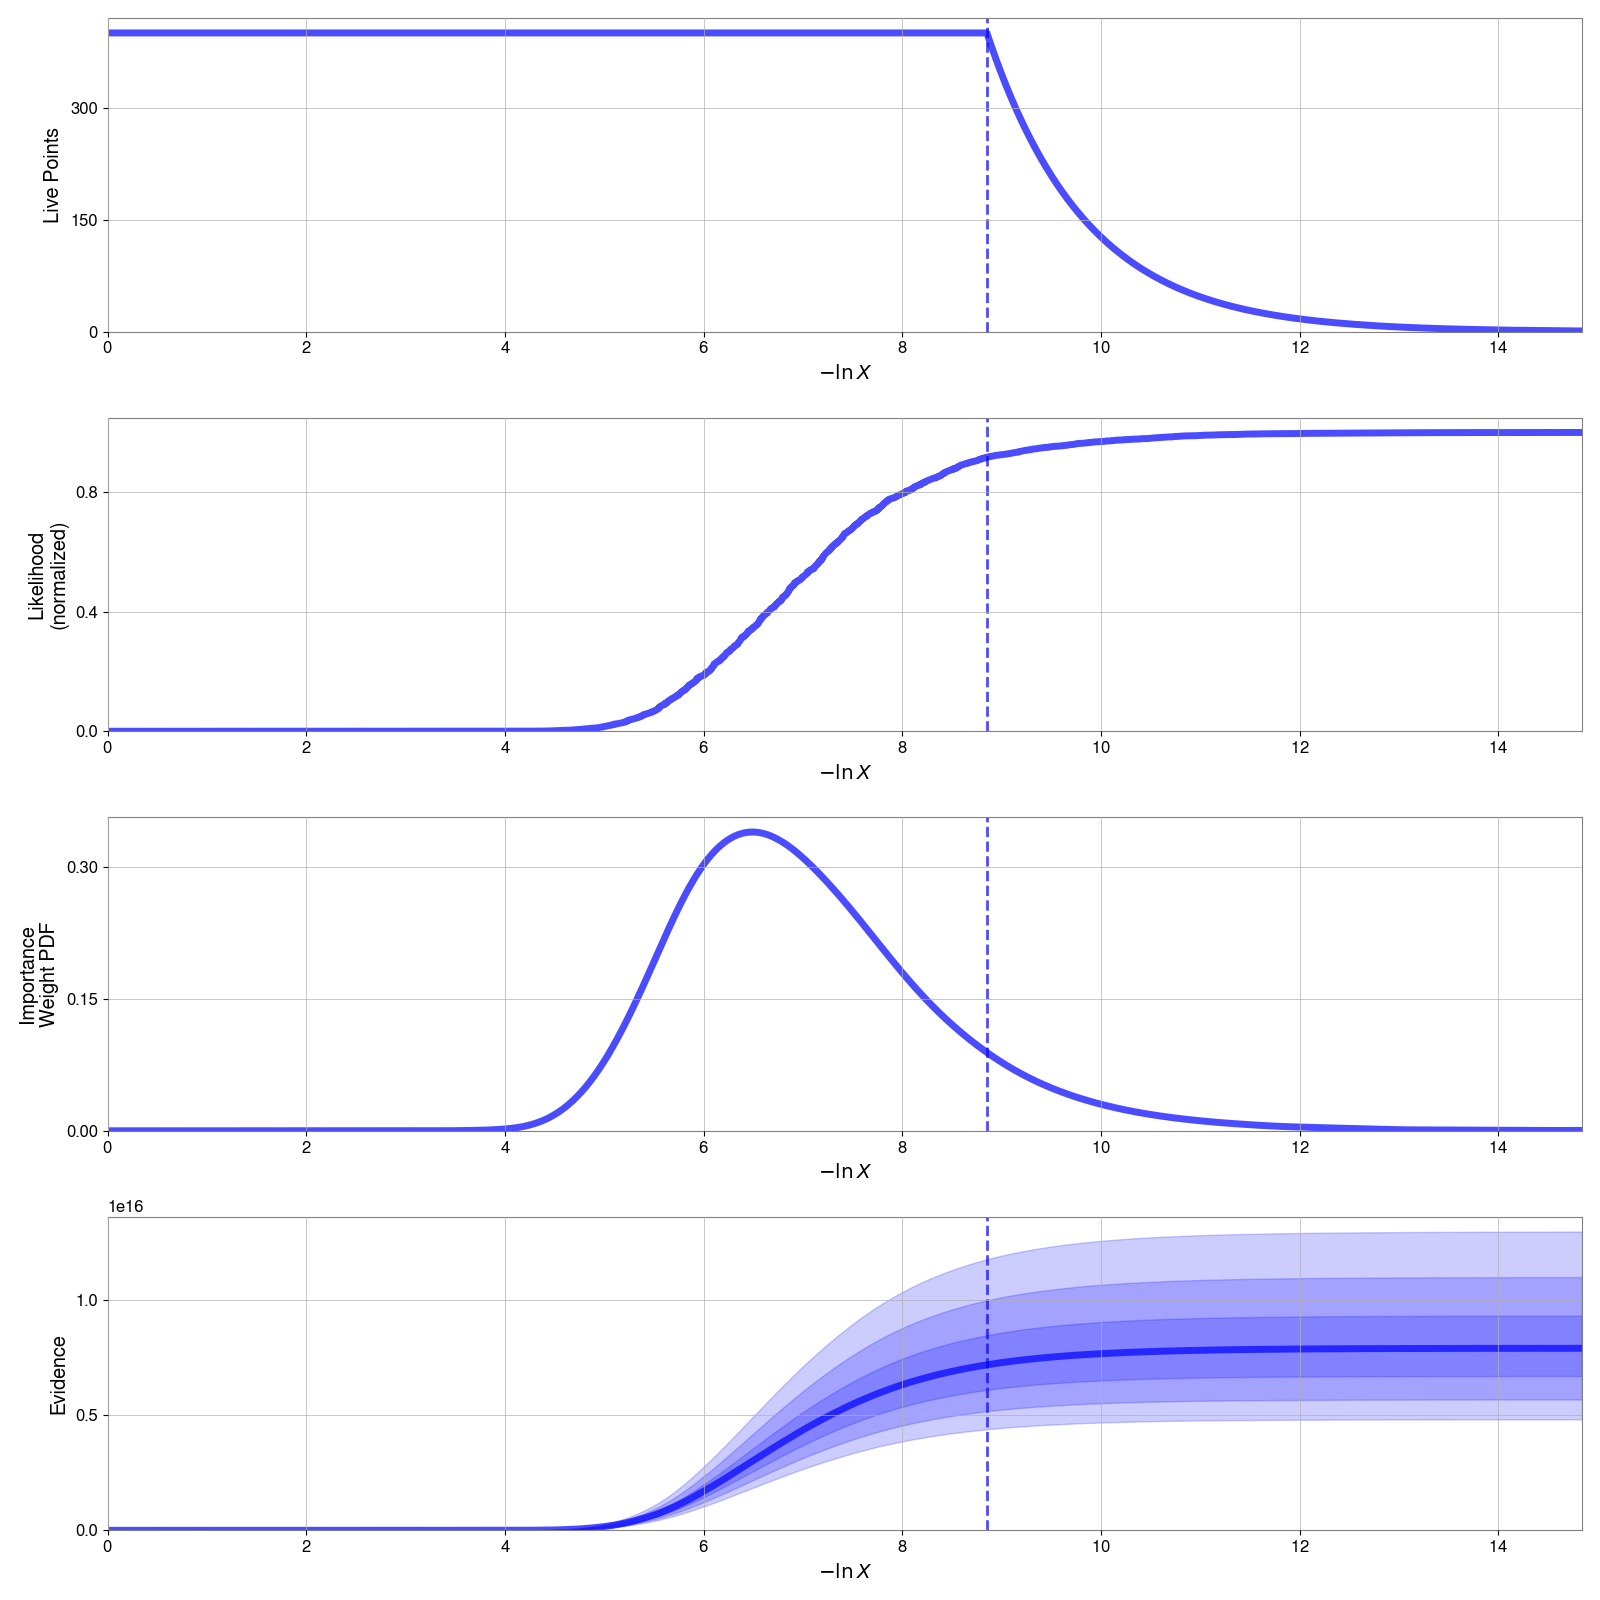 300
150
0
Live Points
0 2 4 6 8 10 12 14
−ln X
0.8
0.4
0.0
Likelihood
(normalized)
0 2 4 6 8 10 12 14
−ln X
0.30
0.15
0.00
Importance
Weight PDF
0 2 4 6 8 10 12 14
−ln X
1e16
1.0
0.5
0.0
Evidence
0 2 4 6 8 10 12 14
−ln X